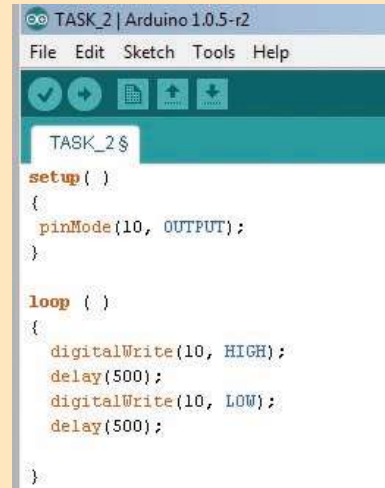 TASK_2 | Arduino 1.0.5-r2
File Edit Sketch Tools Help
TASK_2 §
setup( )
{
pinMode(10, OUTPUT);
}
loop ( )
{
digitalWrite(10, HIGH);
delay(500);
digitalWrite(10, LOW);
delay(500);
}